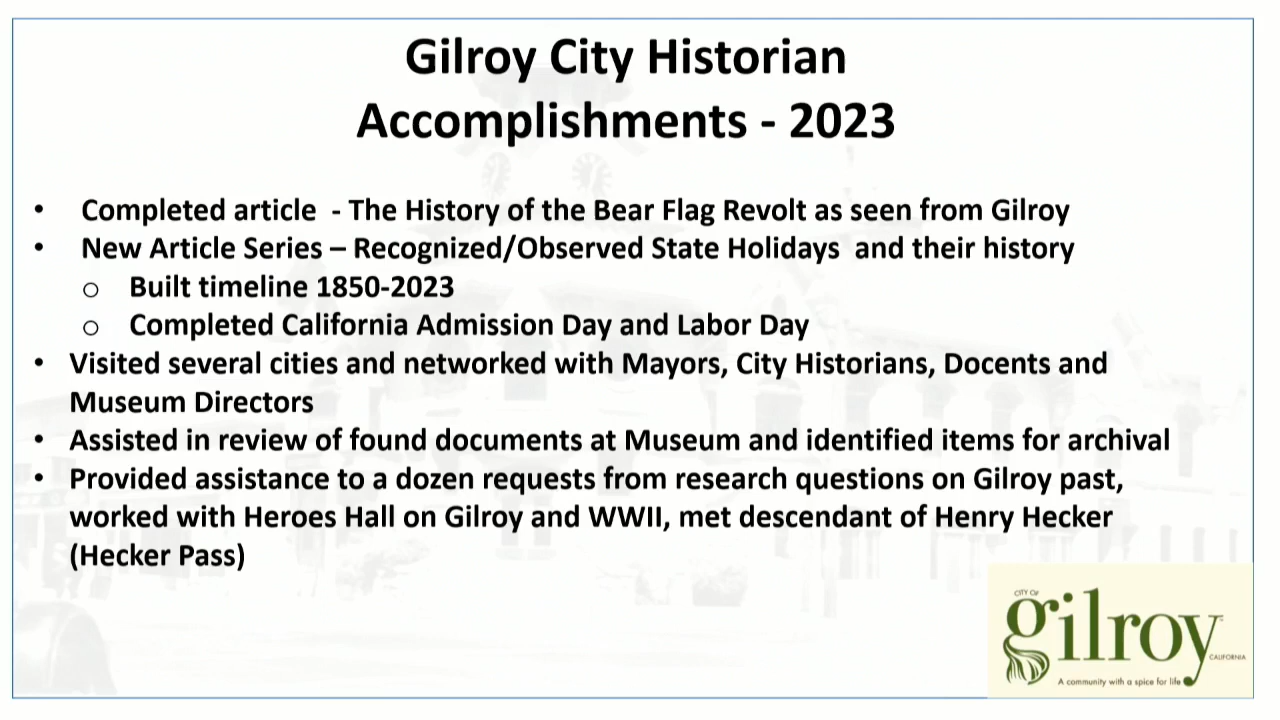 Gilroy City Historian
Accomplishments - 2023
• Completed article - The History of the Bear Flag Revolt as seen from Gilroy
• New Article Series – Recognized/Observed State Holidays and their history
o Built timeline 1850-2023
o Completed California Admission Day and Labor Day
• Visited several cities and networked with Mayors, City Historians, Docents and
Museum Directors
• Assisted in review of found documents at Museum and identified items for archival
• Provided assistance to a dozen requests from research questions on Gilroy past,
worked with Heroes Hall on Gilroy and WWII, met descendant of Henry Hecker
(Hecker Pass)
CITY OF
gilroy
CALIFORNIA
A community with a spice for life